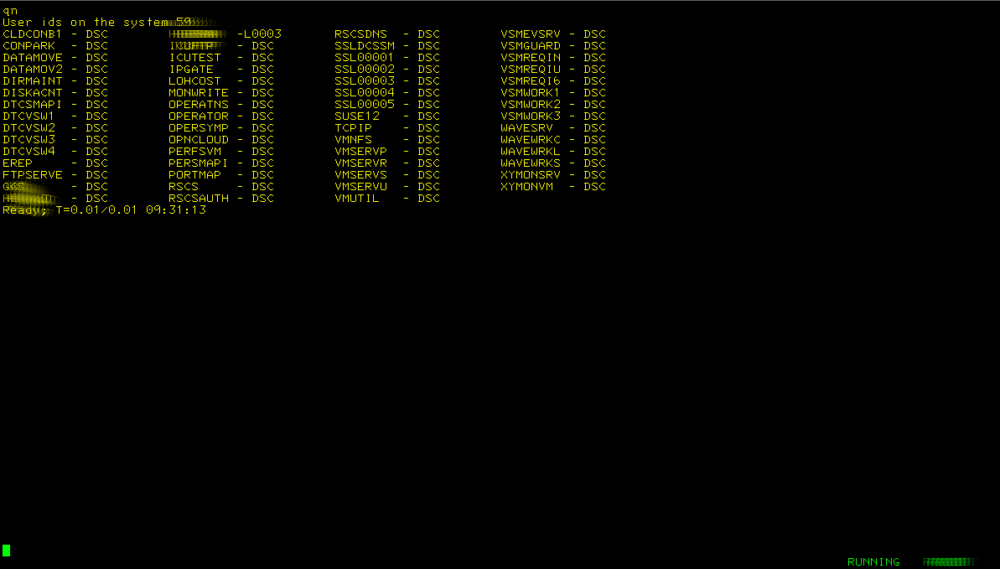 qn
User ids on the system
CLDCONB1 - DSC -L0003 RSCSDNS - DSC VSMEVSRV - DSC
CONPARK - DSC - DSC SSLDCSSM - DSC VSMGUARD - DSC
DATAMOVE - DSC ICUTEST - DSC SSL00001 - DSC VSMREQIN - DSC
DATAMOV2 - DSC IPGATE - DSC SSL00002 - DSC VSMREQIU - DSC
DIRMAINT - DSC LOHCOST - DSC SSL00003 - DSC VSMREQI6 - DSC
DISKACNT - DSC MONWRITE - DSC SSL00004 - DSC VSMWORK1 - DSC
DTCSMAPI - DSC OPERATNS - DSC SSL00005 - DSC VSMWORK2 - DSC
DTCVSW1 - DSC OPERATOR - DSC SUSE12 - DSC VSMWORK3 - DSC
DTCVSW2 - DSC OPERSYMP - DSC TCPIP - DSC WAVESRV - DSC
DTCVSW3 - DSC OPNCLOUD - DSC VMNFS - DSC WAVEWRKC - DSC
DTCVSW4 - DSC PERFSVM - DSC VMSERVP - DSC WAVEWRKL - DSC
EREP - DSC PERSMAPI - DSC VMSERVR - DSC WAVEWRKS - DSC
FTPSERVE - DSC PORTMAP - DSC VMSERVS - DSC XYMONSRV - DSC
- DSC RSCS - DSC VMSERVU - DSC XYMONVM - DSC
- DSC RSCSAUTH - DSC VMUTIL - DSC
Ready; T=0.01/0.01 09:31:13
RUNNING